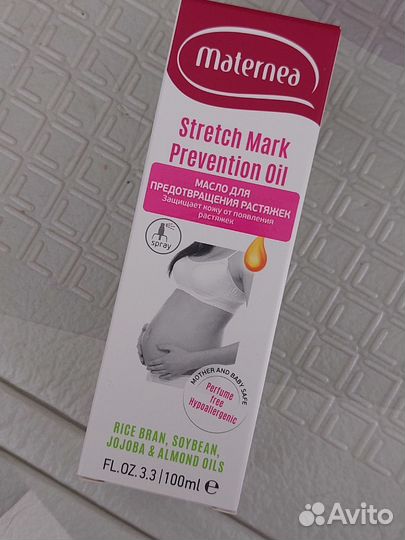 Maternea
Stretch Mark
Prevention Oil
МАСЛО ДЛЯ
ПРЕДОТВРАЩЕНИЯ РАСТЯЖЕК
Защищает кожу от появления
растяжек
spray
MOTHER AND BABY SAFE
Perfume
free
Hypoallergenic
RICE BRAN, SOYBEAN,
JOJOBA & ALMOND OILS
FL.OZ.3.3 | 100ml ℮
Avito